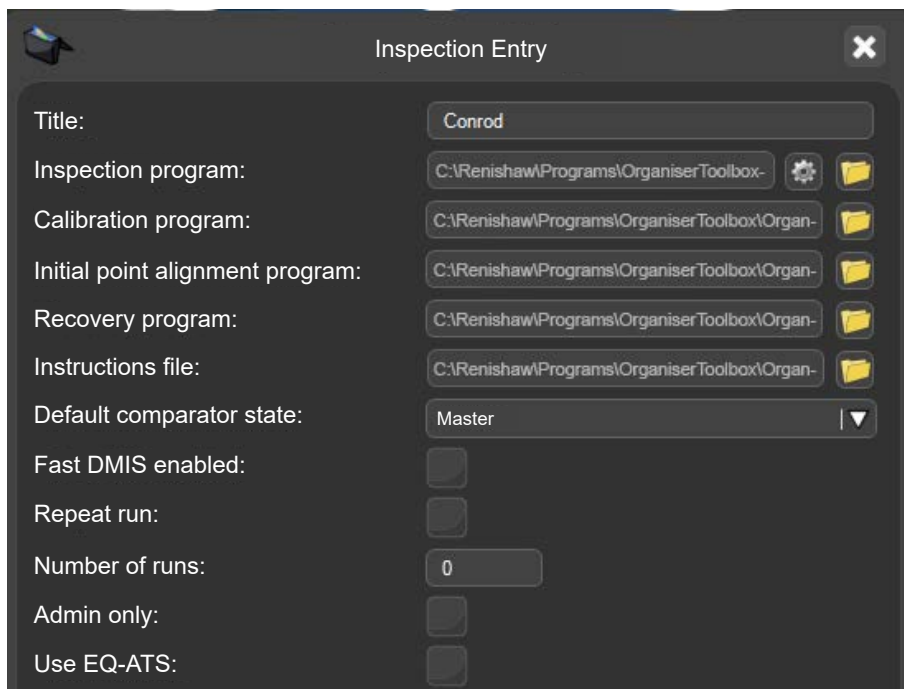 Inspection Entry
Title: Conrod
Inspection program: C:\Renishaw\Programs\OrganiserToolbox-
Calibration program: C:\Renishaw\Programs\OrganiserToolbox\Organ-
Initial point alignment program: C:\Renishaw\Programs\OrganiserToolbox\Organ-
Recovery program: C:\Renishaw\Programs\OrganiserToolbox\Organ-
Instructions file: C:\Renishaw\Programs\OrganiserToolbox\Organ-
Default comparator state: Master
Fast DMIS enabled:
Repeat run:
Number of runs: 0
Admin only:
Use EQ-ATS: